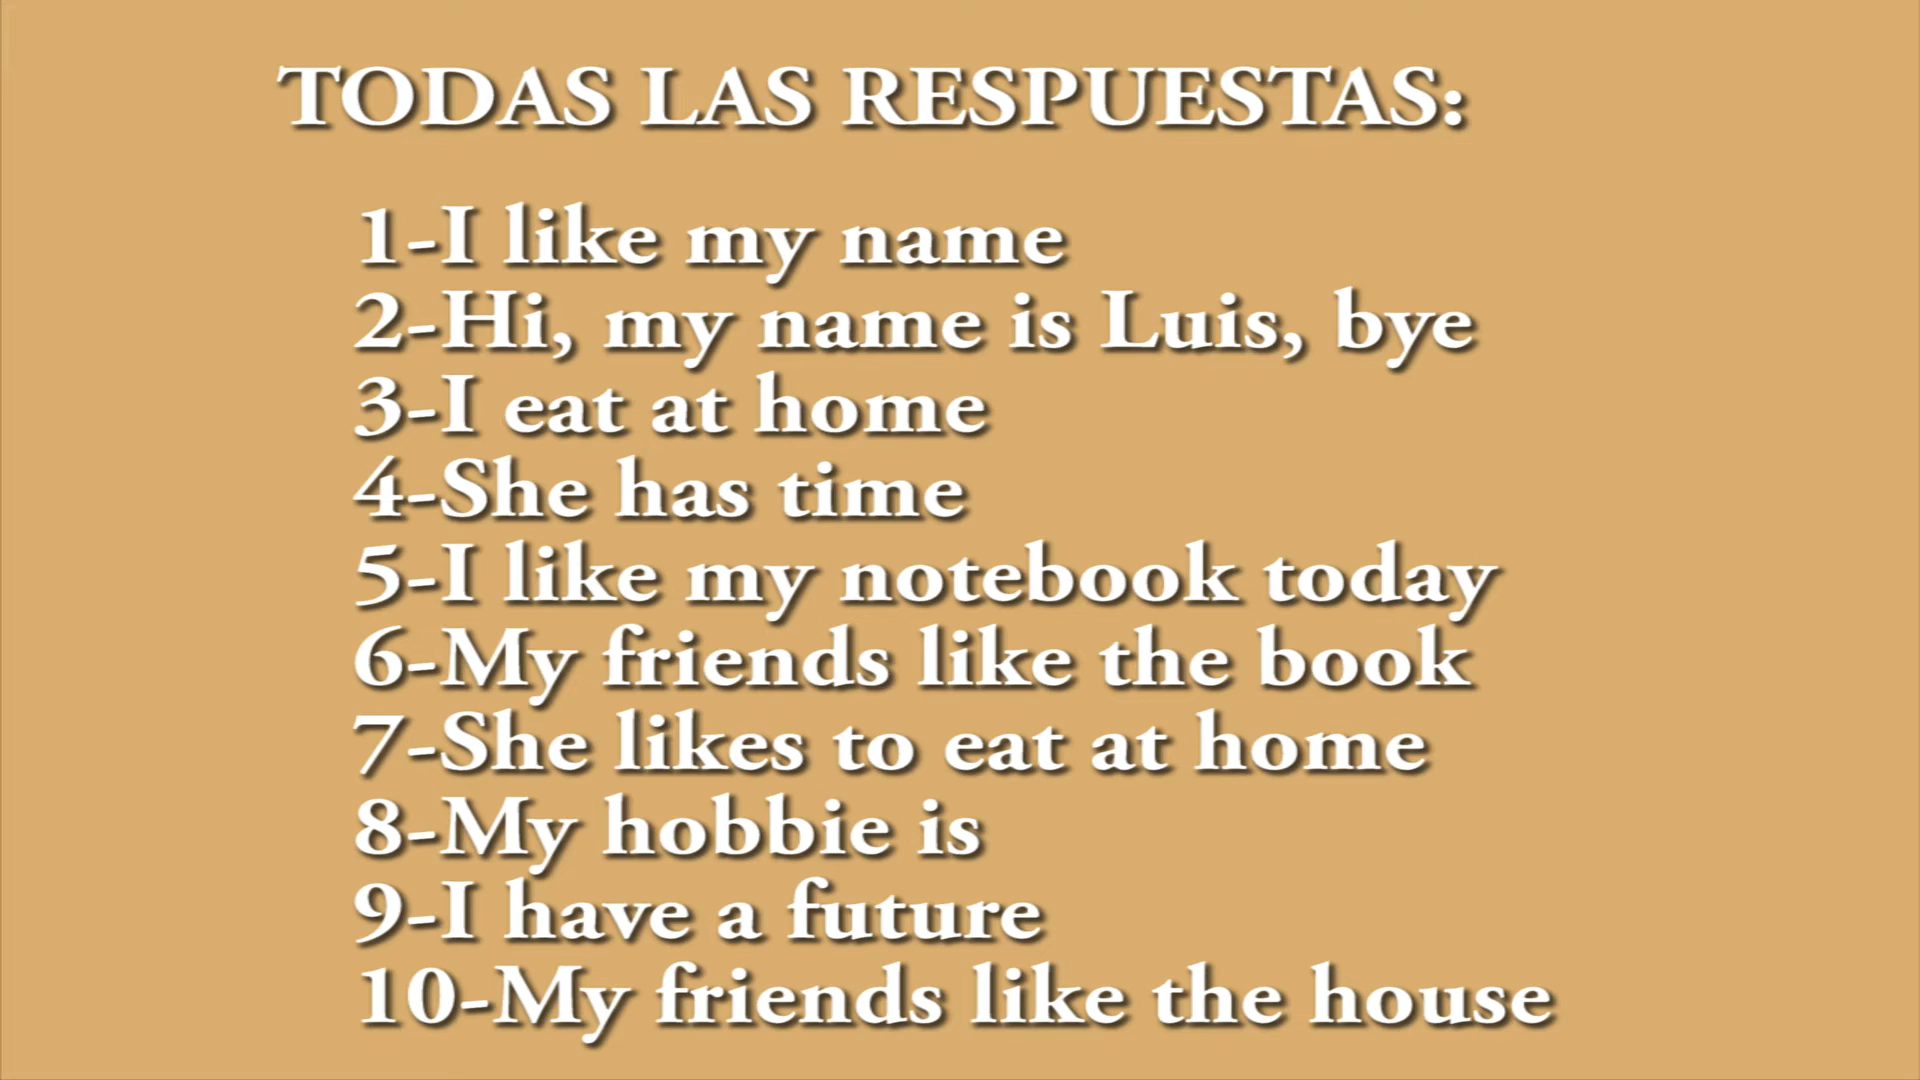 TODAS LAS RESPUESTAS:
1-I like my name
2-Hi, my name is Luis, bye
3-I eat at home
4-She has time
5-I like my notebook today
6-My friends like the book
7-She likes to eat at home
8-My hobbie is
9-I have a future
10-My friends like the house